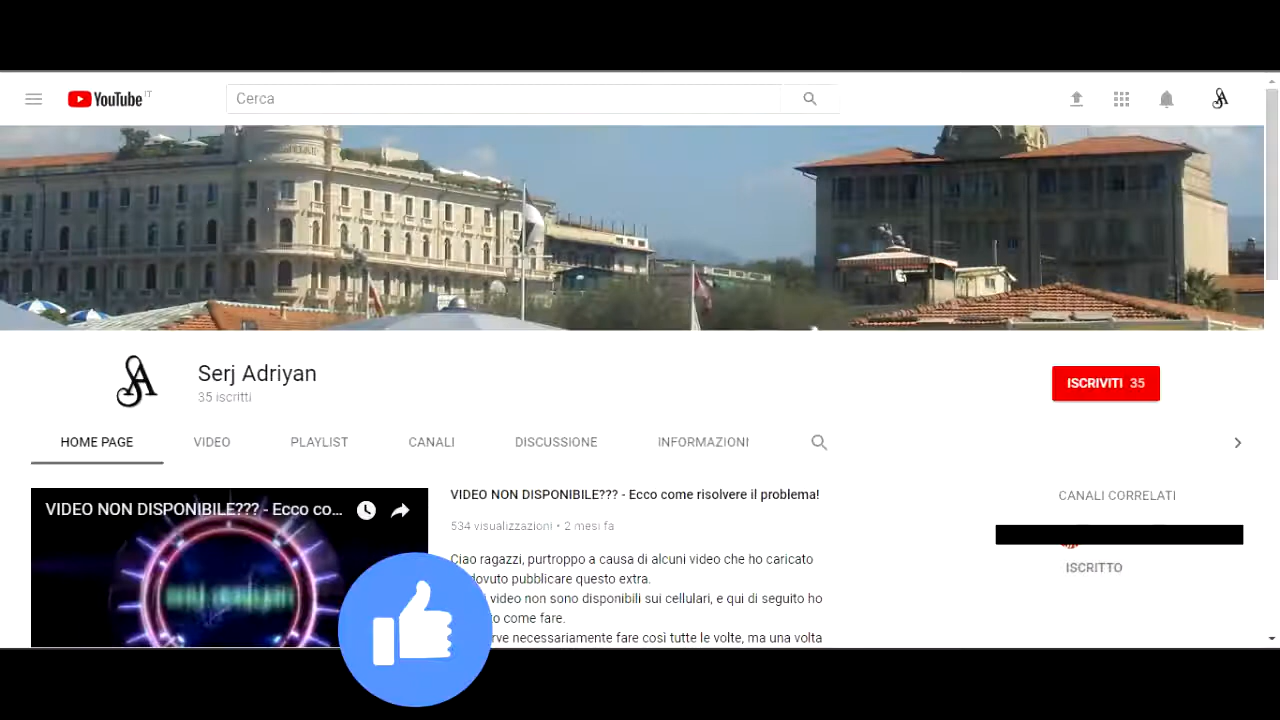 YouTube IT
Cerca
Serj Adriyan
35 iscritti
ISCRIVITI 35
HOME PAGE VIDEO PLAYLIST CANALI DISCUSSIONE INFORMAZIONI
VIDEO NON DISPONIBILE??? - Ecco co...
VIDEO NON DISPONIBILE??? - Ecco come risolvere il problema!
534 visualizzazioni • 2 mesi fa
Ciao ragazzi, purtroppo a causa di alcuni video che ho caricato
dovuto pubblicare questo extra.
video non sono disponibili sui cellulari, e qui di seguito ho
come fare.
necessariamente fare così tutte le volte, ma una volta
CANALI CORRELATI
ISCRITTO